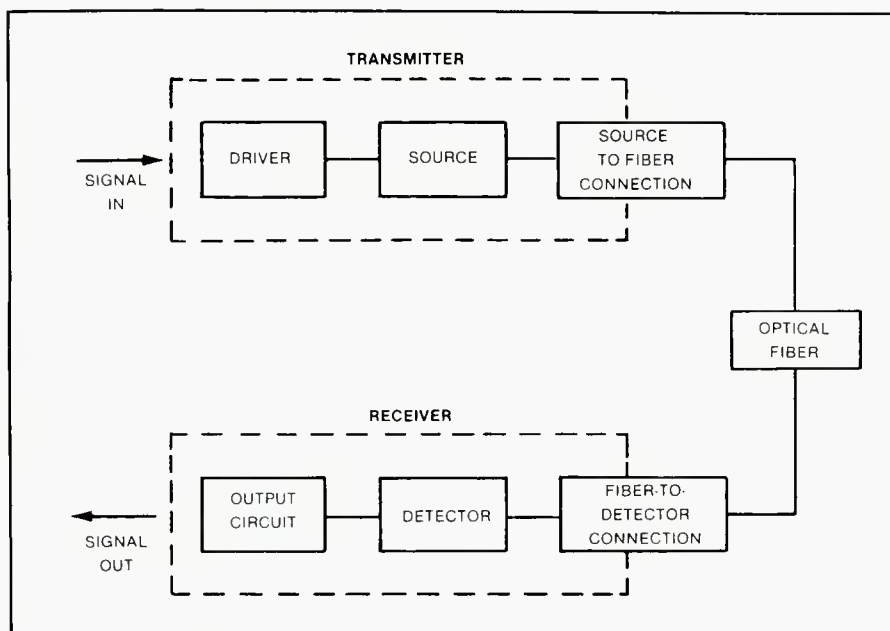 TRANSMITTER
DRIVER
SOURCE
SOURCE
TO FIBER
CONNECTION
SIGNAL
IN
OPTICAL
FIBER
RECEIVER
OUTPUT
CIRCUIT
DETECTOR
FIBER-TO-
DETECTOR
CONNECTION
SIGNAL
OUT